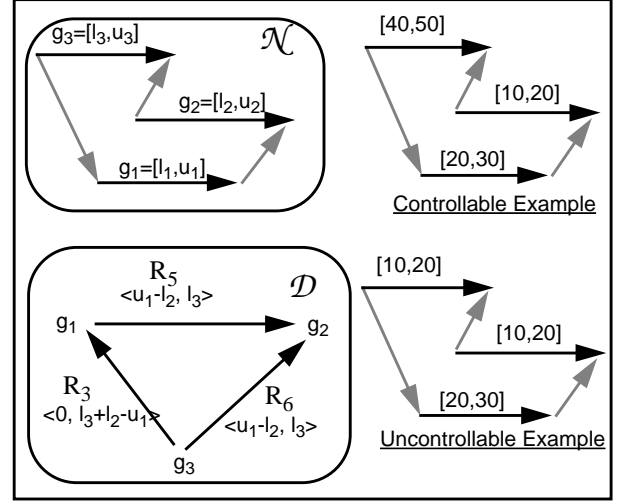 g3=[l3,u3]
𝒩
g2=[l2,u2]
g1=[l1,u1]
[40,50]
[10,20]
[20,30]
Controllable Example
R5
<u1-l2, l3>
𝒟
g1
g2
R3
<0, l3+l2-u1>
R6
<u1-l2, l3>
g3
[10,20]
[10,20]
[20,30]
Uncontrollable Example